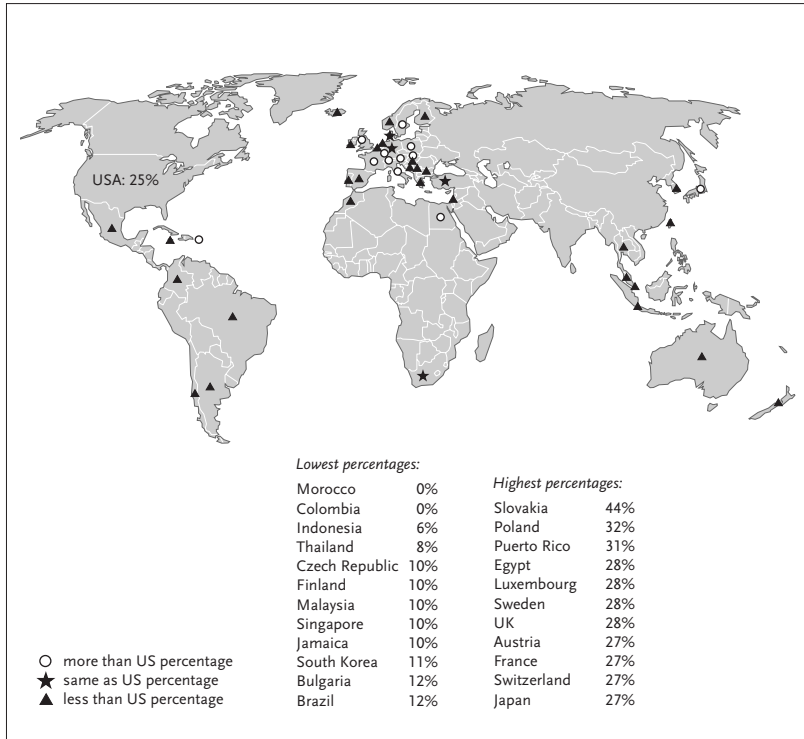 USA: 25%
Lowest percentages:
Morocco 0%
Colombia 0%
Indonesia 6%
Thailand 8%
Czech Republic 10%
Finland 10%
Malaysia 10%
Singapore 10%
Jamaica 10%
South Korea 11%
Bulgaria 12%
Brazil 12%
Highest percentages:
Slovakia 44%
Poland 32%
Puerto Rico 31%
Egypt 28%
Luxembourg 28%
Sweden 28%
UK 28%
Austria 27%
France 27%
Switzerland 27%
Japan 27%
more than US percentage
same as US percentage
less than US percentage